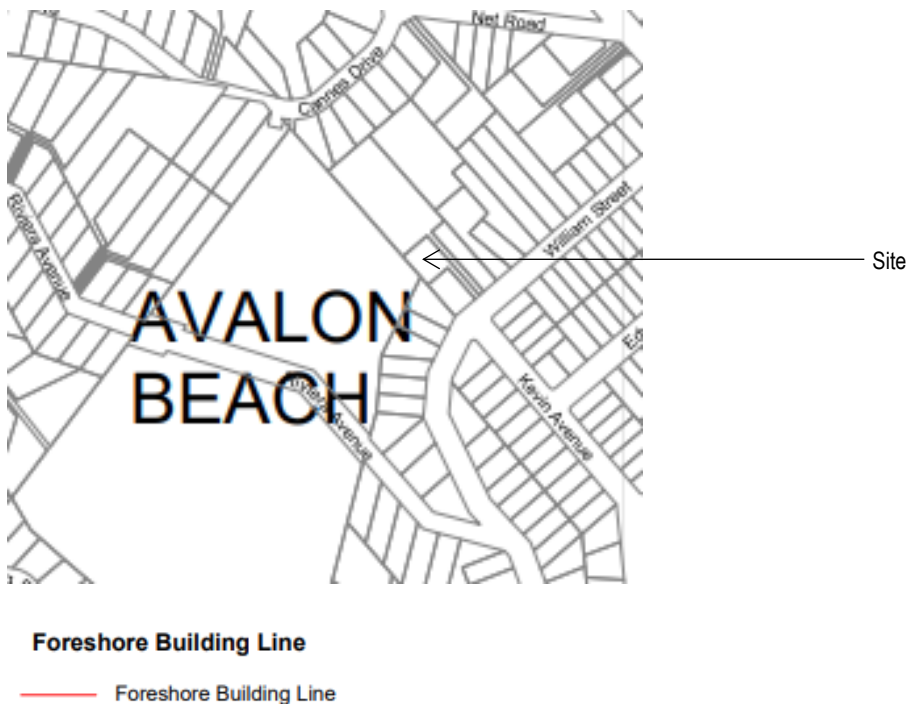 Net Road
Cannes Drive
William Street
Site
Riviera Avenue
AVALON
BEACH
Riviera Avenue
Kevin Avenue
Foreshore Building Line
Foreshore Building Line